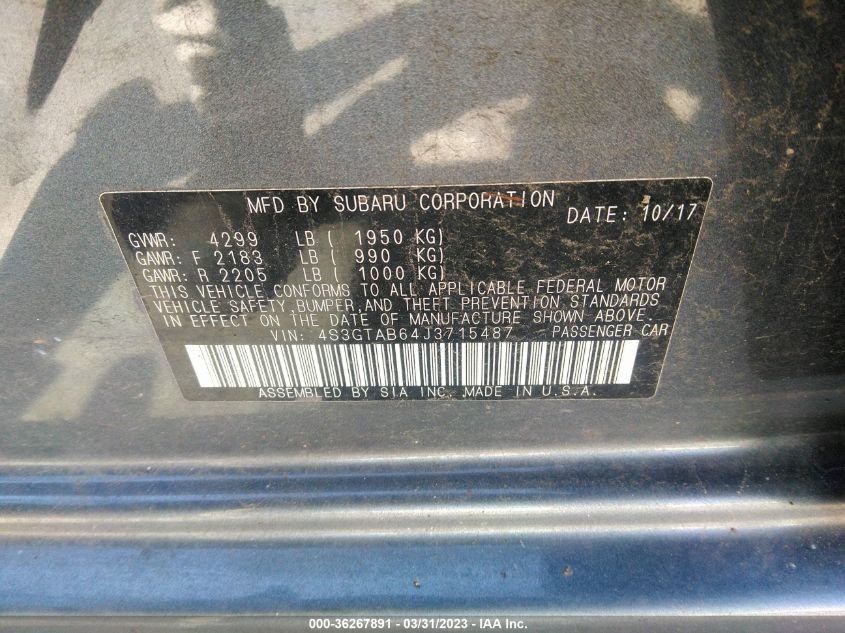 MFD BY SUBARU CORPORATION DATE: 10/17
GVWR: 4299 LB ( 1950 KG)
GAWR: F 2183 LB ( 990 KG)
GAWR: R 2205 LB ( 1000 KG)
THIS VEHICLE CONFORMS TO ALL APPLICABLE FEDERAL MOTOR
VEHICLE SAFETY, BUMPER, AND THEFT PREVENTION STANDARDS
IN EFFECT ON THE DATE OF MANUFACTURE SHOWN ABOVE.
VIN: 4S3GTAB64J3715487 PASSENGER CAR
ASSEMBLED BY SIA INC. MADE IN U.S.A.
000-36267891 - 03/31/2023 - IAA Inc.